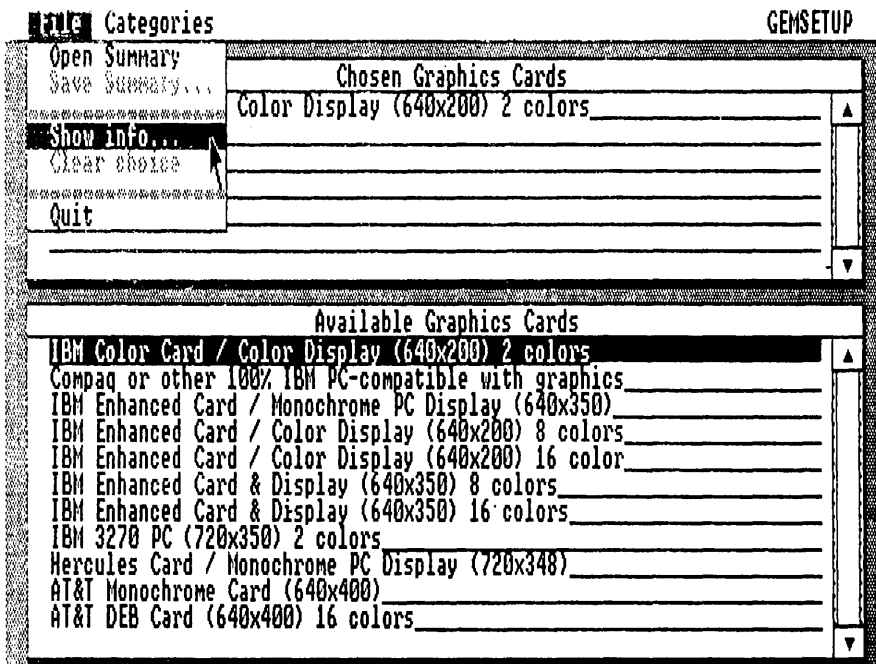 File Categories GEMSETUP
Open Summary
Save Summary...
Show info...
Clear choice
Quit
Chosen Graphics Cards
Color Display (640x200) 2 colors
Available Graphics Cards
IBM Color Card / Color Display (640x200) 2 colors
Compaq or other 100% IBM PC-compatible with graphics
IBM Enhanced Card / Monochrome PC Display (640x350)
IBM Enhanced Card / Color Display (640x200) 8 colors
IBM Enhanced Card / Color Display (640x200) 16 color
IBM Enhanced Card & Display (640x350) 8 colors
IBM Enhanced Card & Display (640x350) 16 colors
IBM 3270 PC (720x350) 2 colors
Hercules Card / Monochrome PC Display (720x348)
AT&T Monochrome Card (640x400)
AT&T DEB Card (640x400) 16 colors